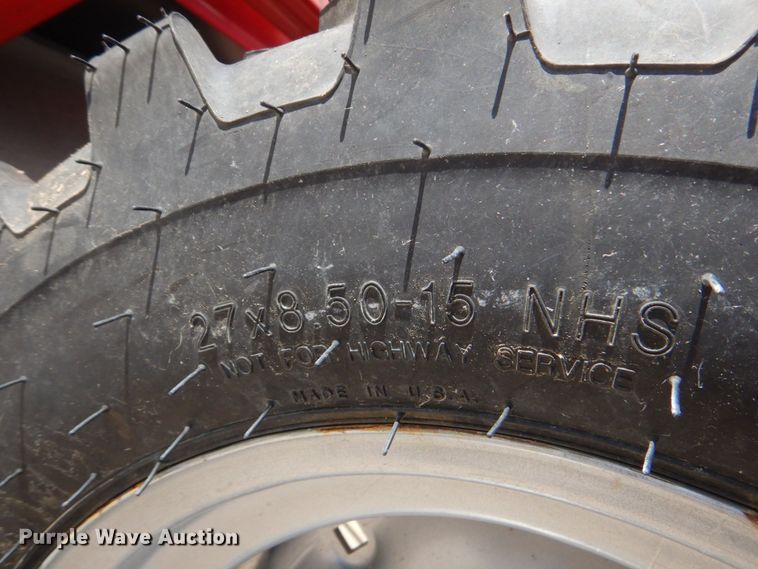 27x8.50-15 NHS
NOT FOR HIGHWAY SERVICE
MADE IN U.S.A.
Purple Wave Auction